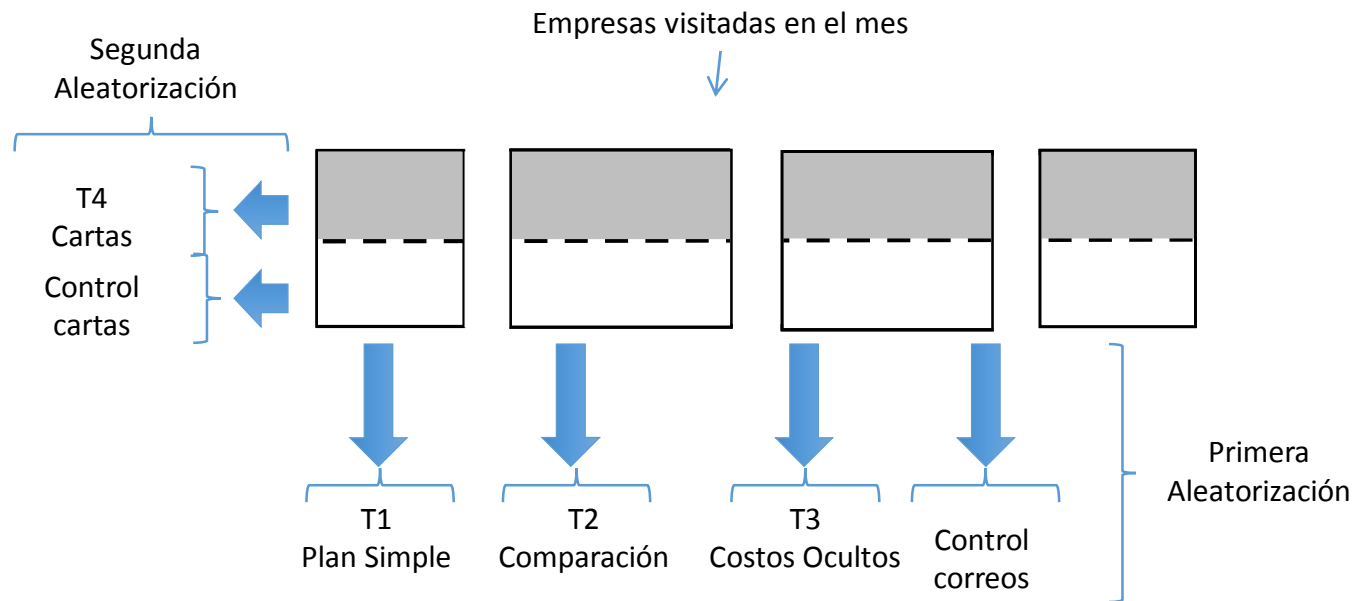 Empresas visitadas en el mes
Segunda
Aleatorización
T4
Cartas
Control
cartas
T1
Plan Simple
T2
Comparación
T3
Costos Ocultos
Control
correos
Primera
Aleatorización